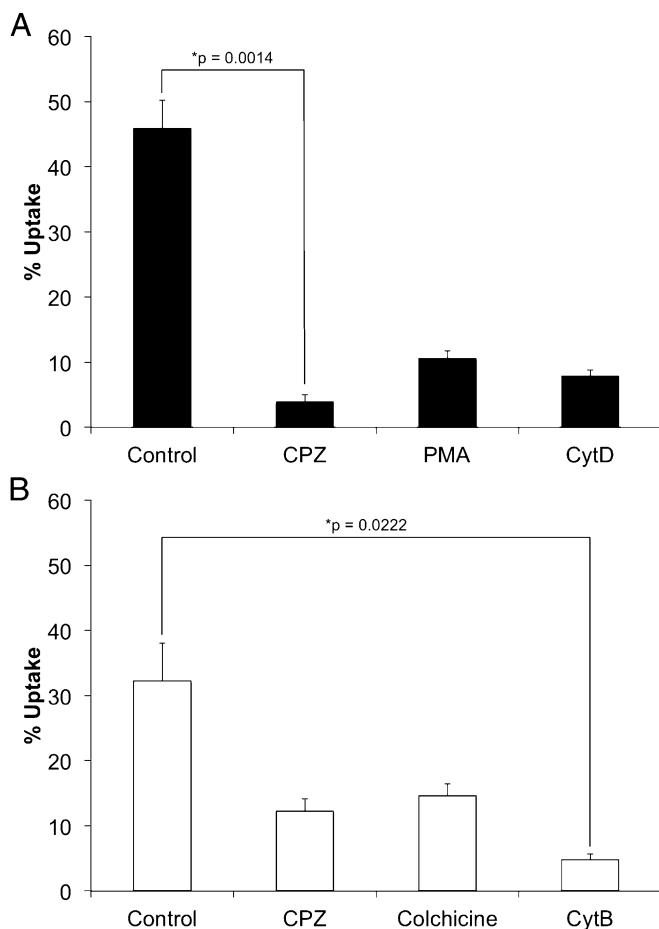 A
60
*p = 0.0014
50
40
30
20
10
0
% Uptake
Control CPZ PMA CytD
B
60
*p = 0.0222
50
40
30
20
10
0
% Uptake
Control CPZ Colchicine CytB